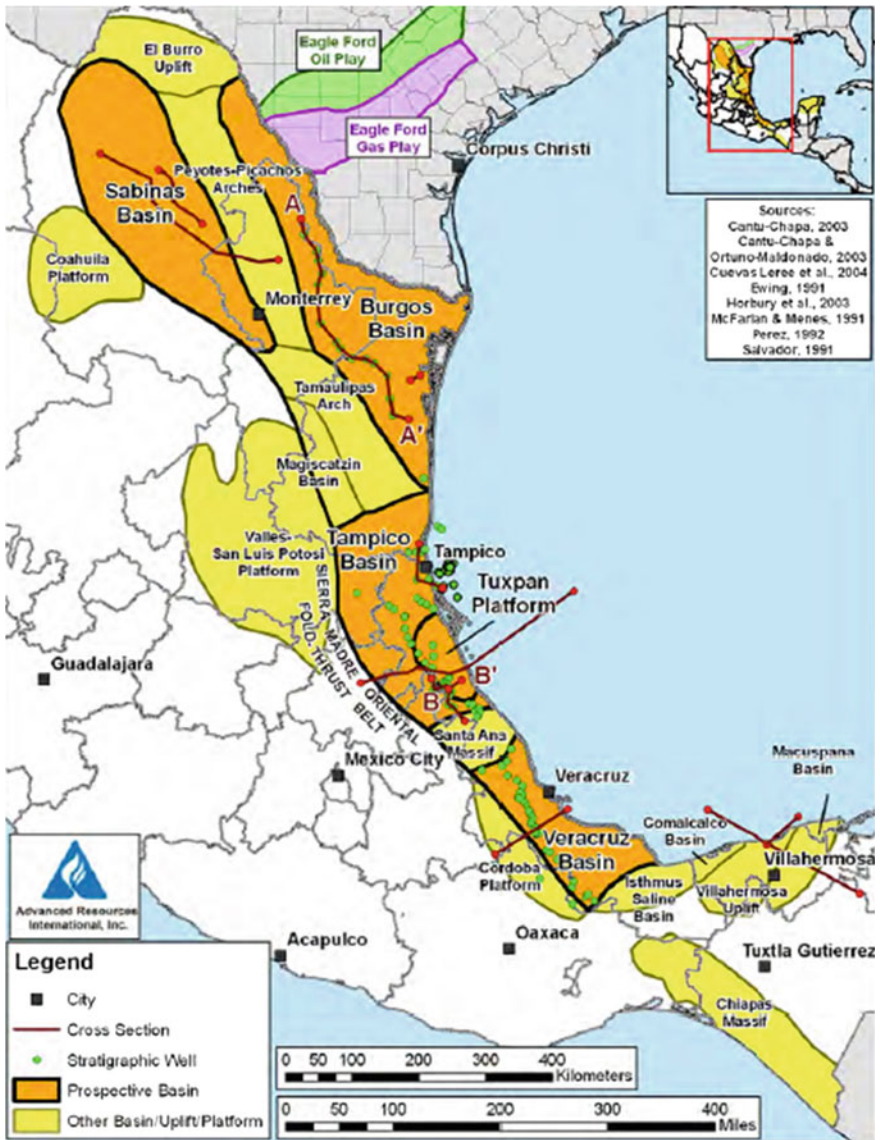 El Burro
Uplift
Eagle Ford
Oil Play
Eagle Ford
Gas Play
Corpus Christi
Peyotes-Picachos
Arches
Sabinas
Basin
A
Coahuila
Platform
Monterrey
Burgos
Basin
Sources:
Cantu-Chapa, 2003
Cantu-Chapa &
Ortuno-Maldonado, 2003
Cuevas Leree et al., 2004
Ewing, 1991
Horbury et al., 2003
McFarlan & Menes, 1991
Perez, 1992
Salvador, 1991
Tamaulipas
Arch
A'
Magiscatzin
Basin
Valles-
San Luis Potosi
Platform
Tampico
Basin
Tampico
Tuxpan
Platform
SIERRA MADRE ORIENTAL
FOLD-THRUST BELT
Guadalajara
B
B'
Santa Ana
Massif
Mexico City
Veracruz
Macuspana
Basin
Comalcalco
Basin
Veracruz
Basin
Cordoba
Platform
Villahermosa
Isthmus
Saline
Basin
Villahermosa
Uplift
Advanced Resources
International, Inc.
Acapulco
Oaxaca
Tuxtla Gutierrez
Chiapas
Massif
Legend
City
Cross Section
Stratigraphic Well
Prospective Basin
Other Basin/Uplift/Platform
0 50 100 200 300 400
Kilometers
0 50 100 200 300 400
Miles